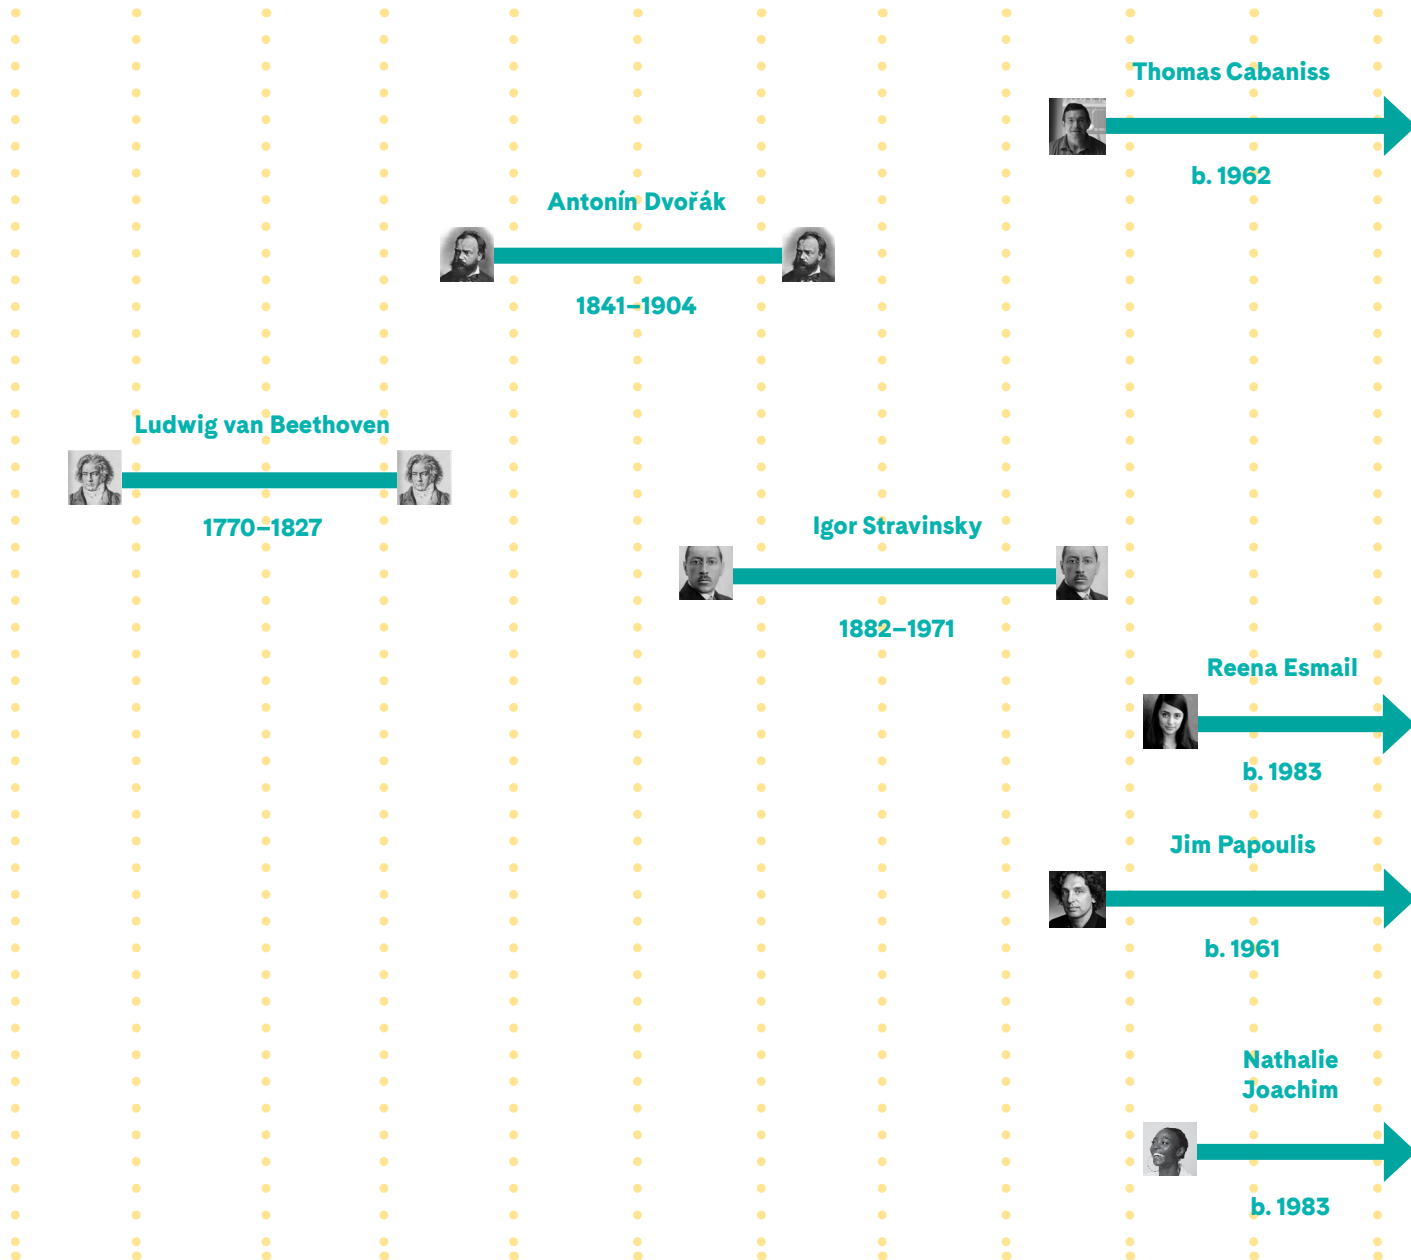 Thomas Cabaniss
b. 1962
Antonín Dvořák
1841–1904
Ludwig van Beethoven
1770–1827
Igor Stravinsky
1882–1971
Reena Esmail
b. 1983
Jim Papoulis
b. 1961
Nathalie
Joachim
b. 1983